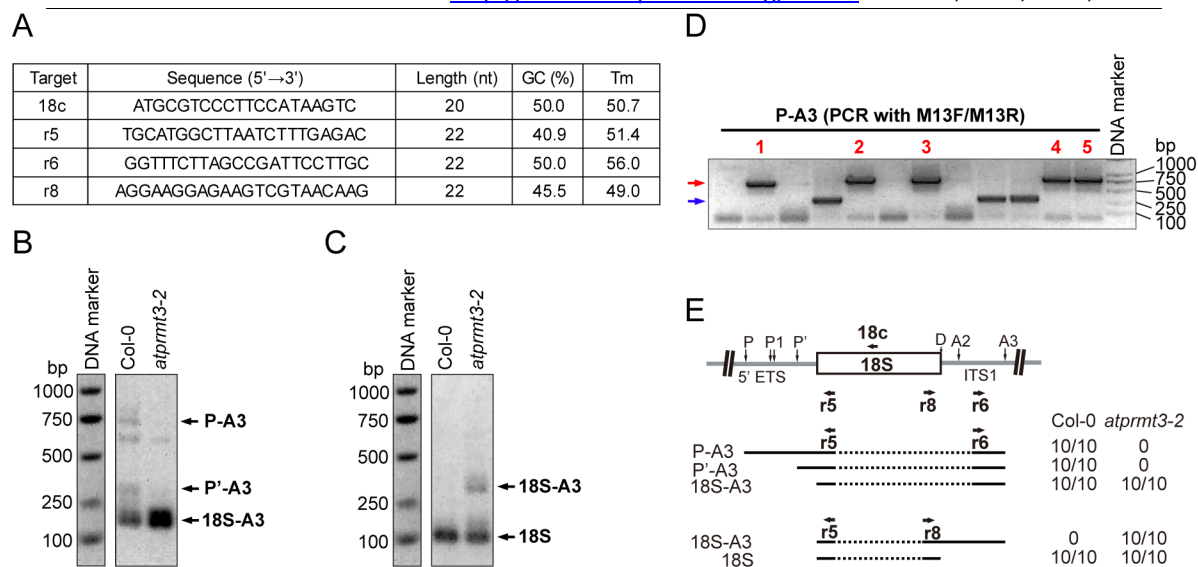 A
Target Sequence (5'→3') Length (nt) GC (%) Tm
18c ATGCGTCCCTTCCATAAGTC 20 50.0 50.7
r5 TGCATGGCTTAATCTTTGAGAC 22 40.9 51.4
r6 GGTTTCTTAGCCGATTCCTTGC 22 50.0 56.0
r8 AGGAAGGAGAAGTCGTAACAAG 22 45.5 49.0
B
bp
DNA marker
Col-0
atprmt3-2
1000
750
500
250
100
P-A3
P'-A3
18S-A3
C
bp
DNA marker
Col-0
atprmt3-2
1000
750
500
250
100
18S-A3
18S
D
P-A3 (PCR with M13F/M13R)
DNA marker
bp
1 2 3 4 5
1000
750
500
250
100
E
18c
P P1 P' D A2 A3
18S
5' ETS ITS1
r5 r8 r6
Col-0 atprmt3-2
r5 r6
P-A3 10/10 0
P'-A3 10/10 0
18S-A3 10/10 10/10
r5 r8
18S-A3 0 10/10
18S 10/10 10/10